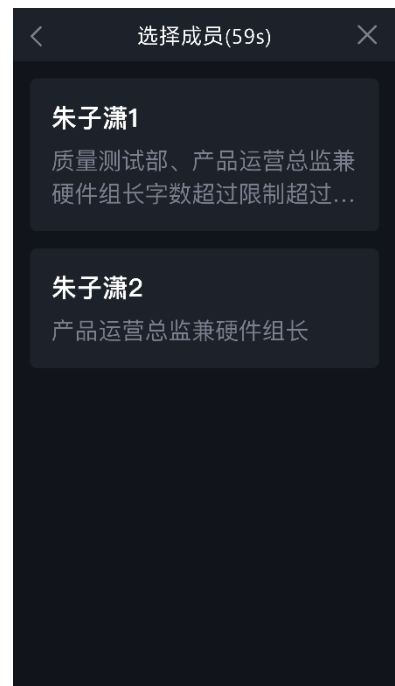 选择成员(59s)
朱子潇1
质量测试部、产品运营总监兼
硬件组长字数超过限制超过...
朱子潇2
产品运营总监兼硬件组长